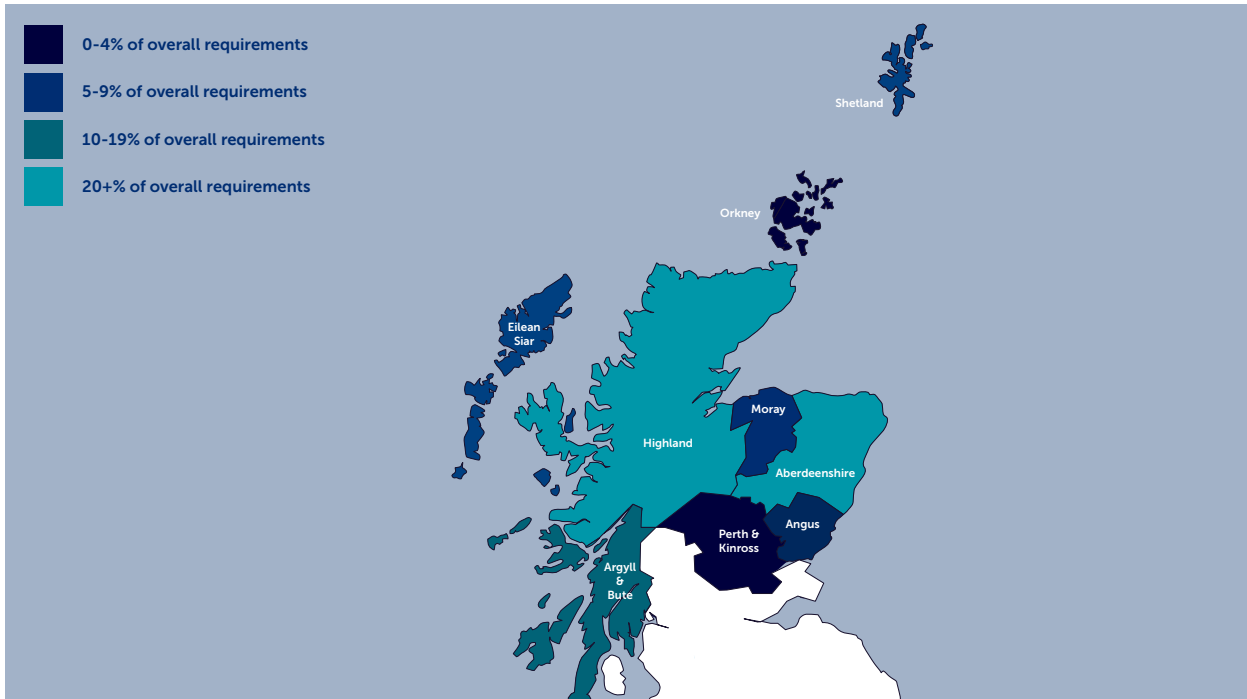 0-4% of overall requirements
5-9% of overall requirements
10-19% of overall requirements
20+% of overall requirements
Shetland
Orkney
Eilean
Siar
Moray
Highland
Aberdeenshire
Angus
Perth &
Kinross
Argyll
&
Bute